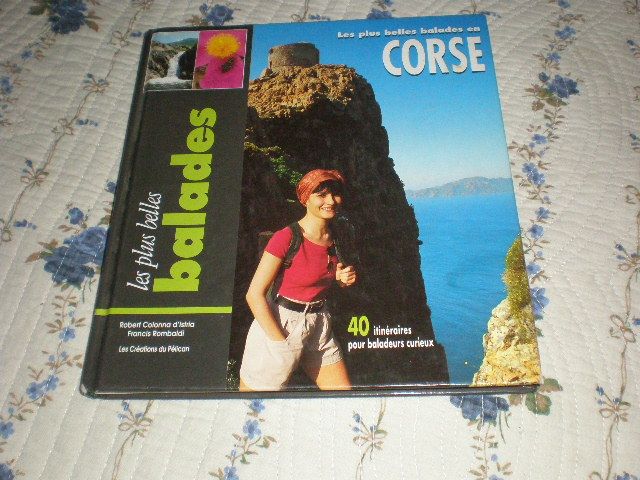 Les plus belles balades en
CORSE
les plus belles
balades
Robert Colonna d'Istria
Francis Rombaldi
Les Créations du Pélican
40 itinéraires
pour baladeurs curieux